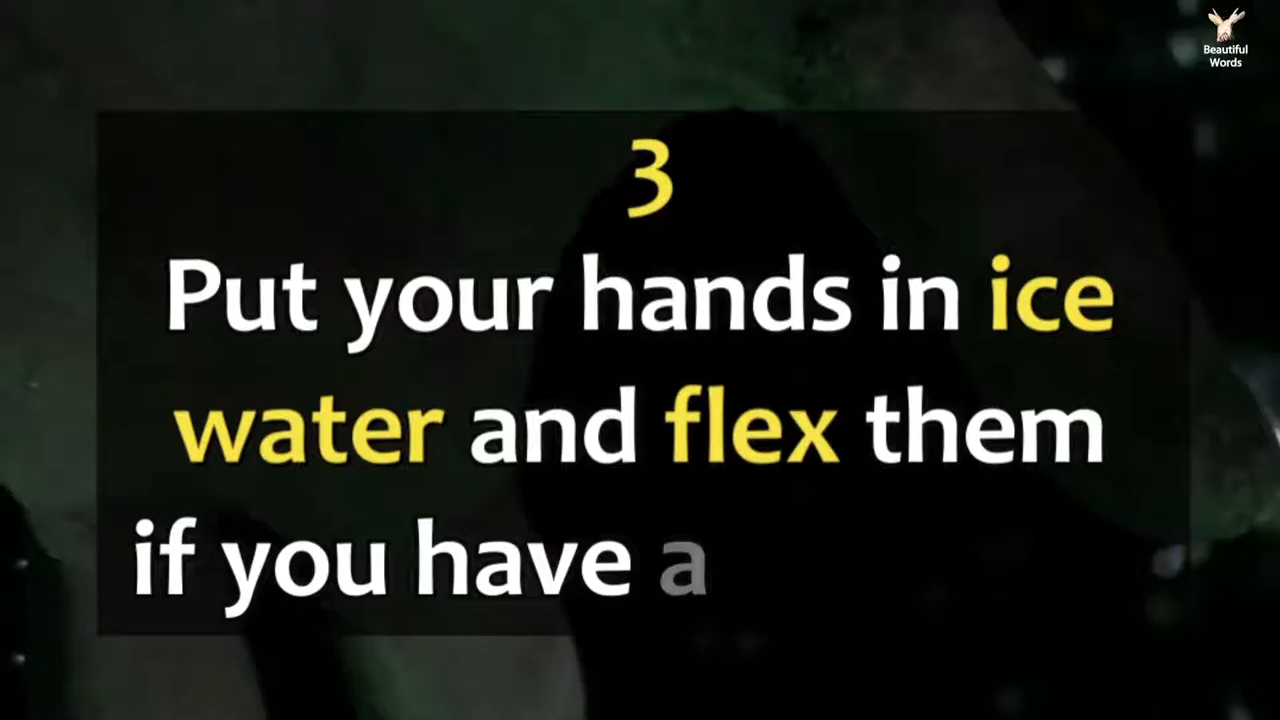 Beautiful
Words
3
Put your hands in ice
water and flex them
if you have a